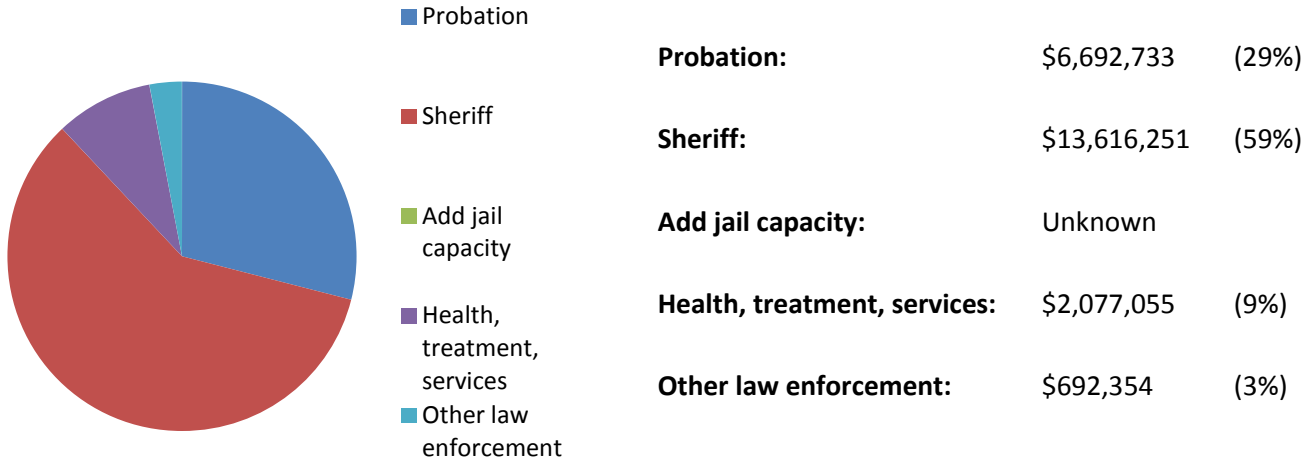 Probation
Sheriff
Add jail
capacity
Health,
treatment,
services
Other law
enforcement
Probation: $6,692,733 (29%)
Sheriff: $13,616,251 (59%)
Add jail capacity: Unknown
Health, treatment, services: $2,077,055 (9%)
Other law enforcement: $692,354 (3%)